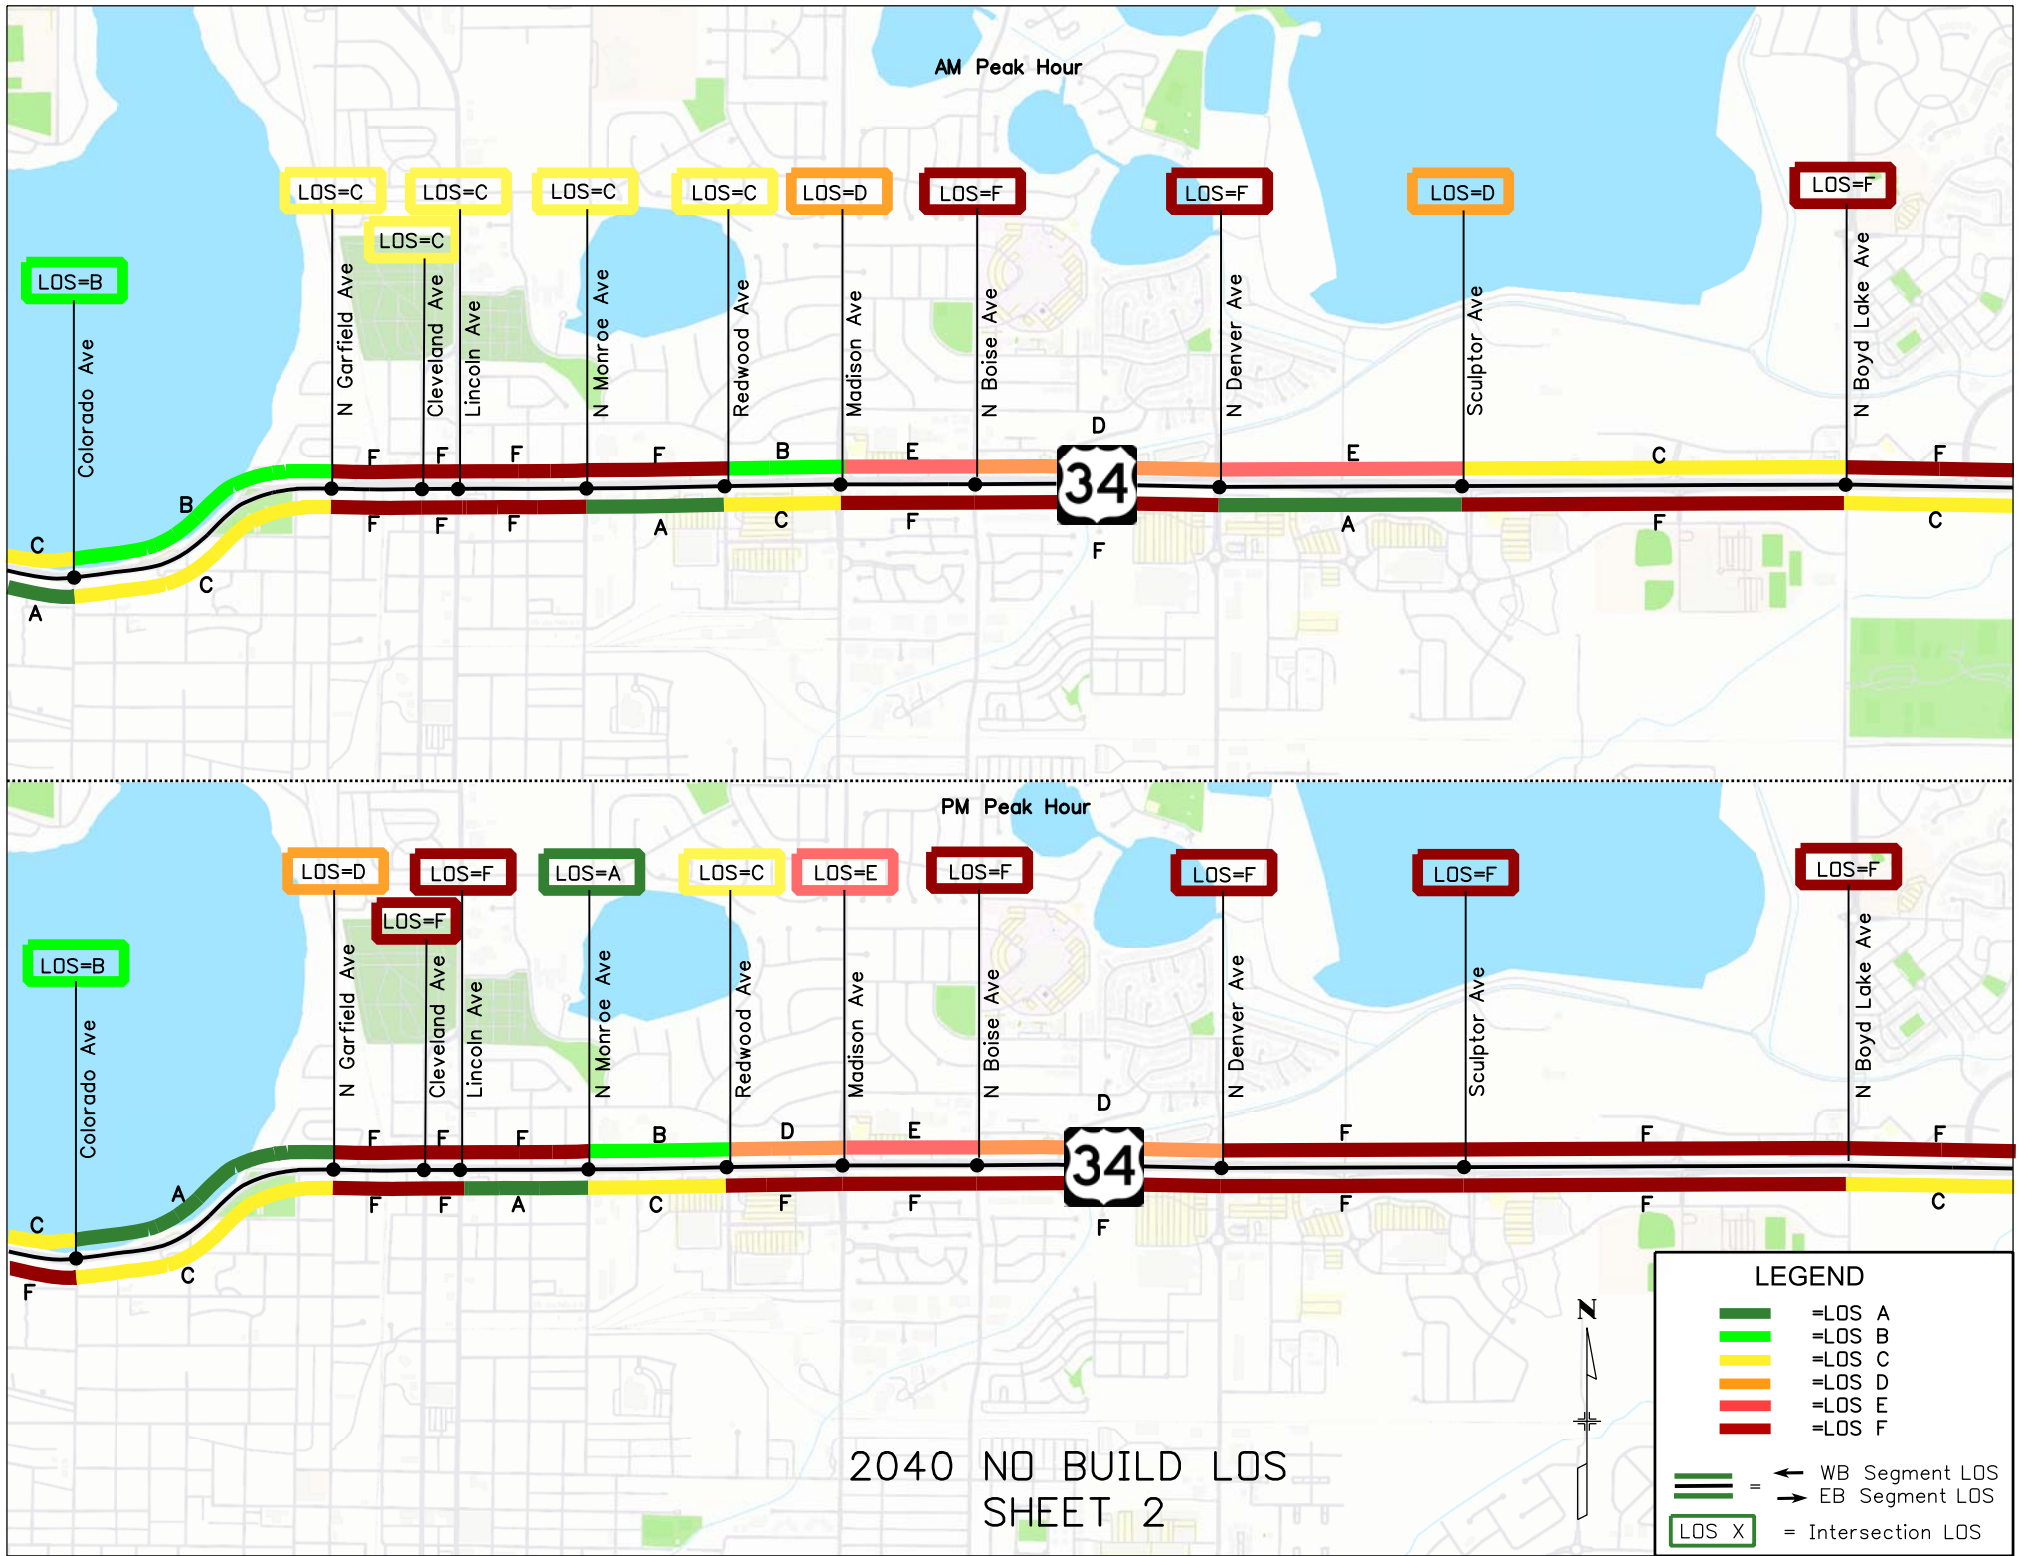 AM Peak Hour
LOS=C
LOS=C
LOS=C
LOS=C
LOS=D
LOS=F
LOS=F
LOS=D
LOS=F
LOS=C
LOS=B
Colorado Ave
N Garfield Ave
Cleveland Ave
Lincoln Ave
N Monroe Ave
Redwood Ave
Madison Ave
N Boise Ave
N Denver Ave
Sculptor Ave
N Boyd Lake Ave
C
B
F
F
F
F
B
E
D
E
C
F
34
A
C
F
F
F
A
C
F
F
A
F
C
PM Peak Hour
LOS=D
LOS=F
LOS=A
LOS=C
LOS=E
LOS=F
LOS=F
LOS=F
LOS=F
LOS=F
LOS=B
Colorado Ave
N Garfield Ave
Cleveland Ave
Lincoln Ave
N Monroe Ave
Redwood Ave
Madison Ave
N Boise Ave
N Denver Ave
Sculptor Ave
N Boyd Lake Ave
C
A
F
F
F
B
D
E
D
F
F
F
34
F
C
F
F
A
C
F
F
F
F
F
C
N
2040 NO BUILD LOS
SHEET 2
LEGEND
=LOS A
=LOS B
=LOS C
=LOS D
=LOS E
=LOS F
= WB Segment LOS
EB Segment LOS
LOS X = Intersection LOS